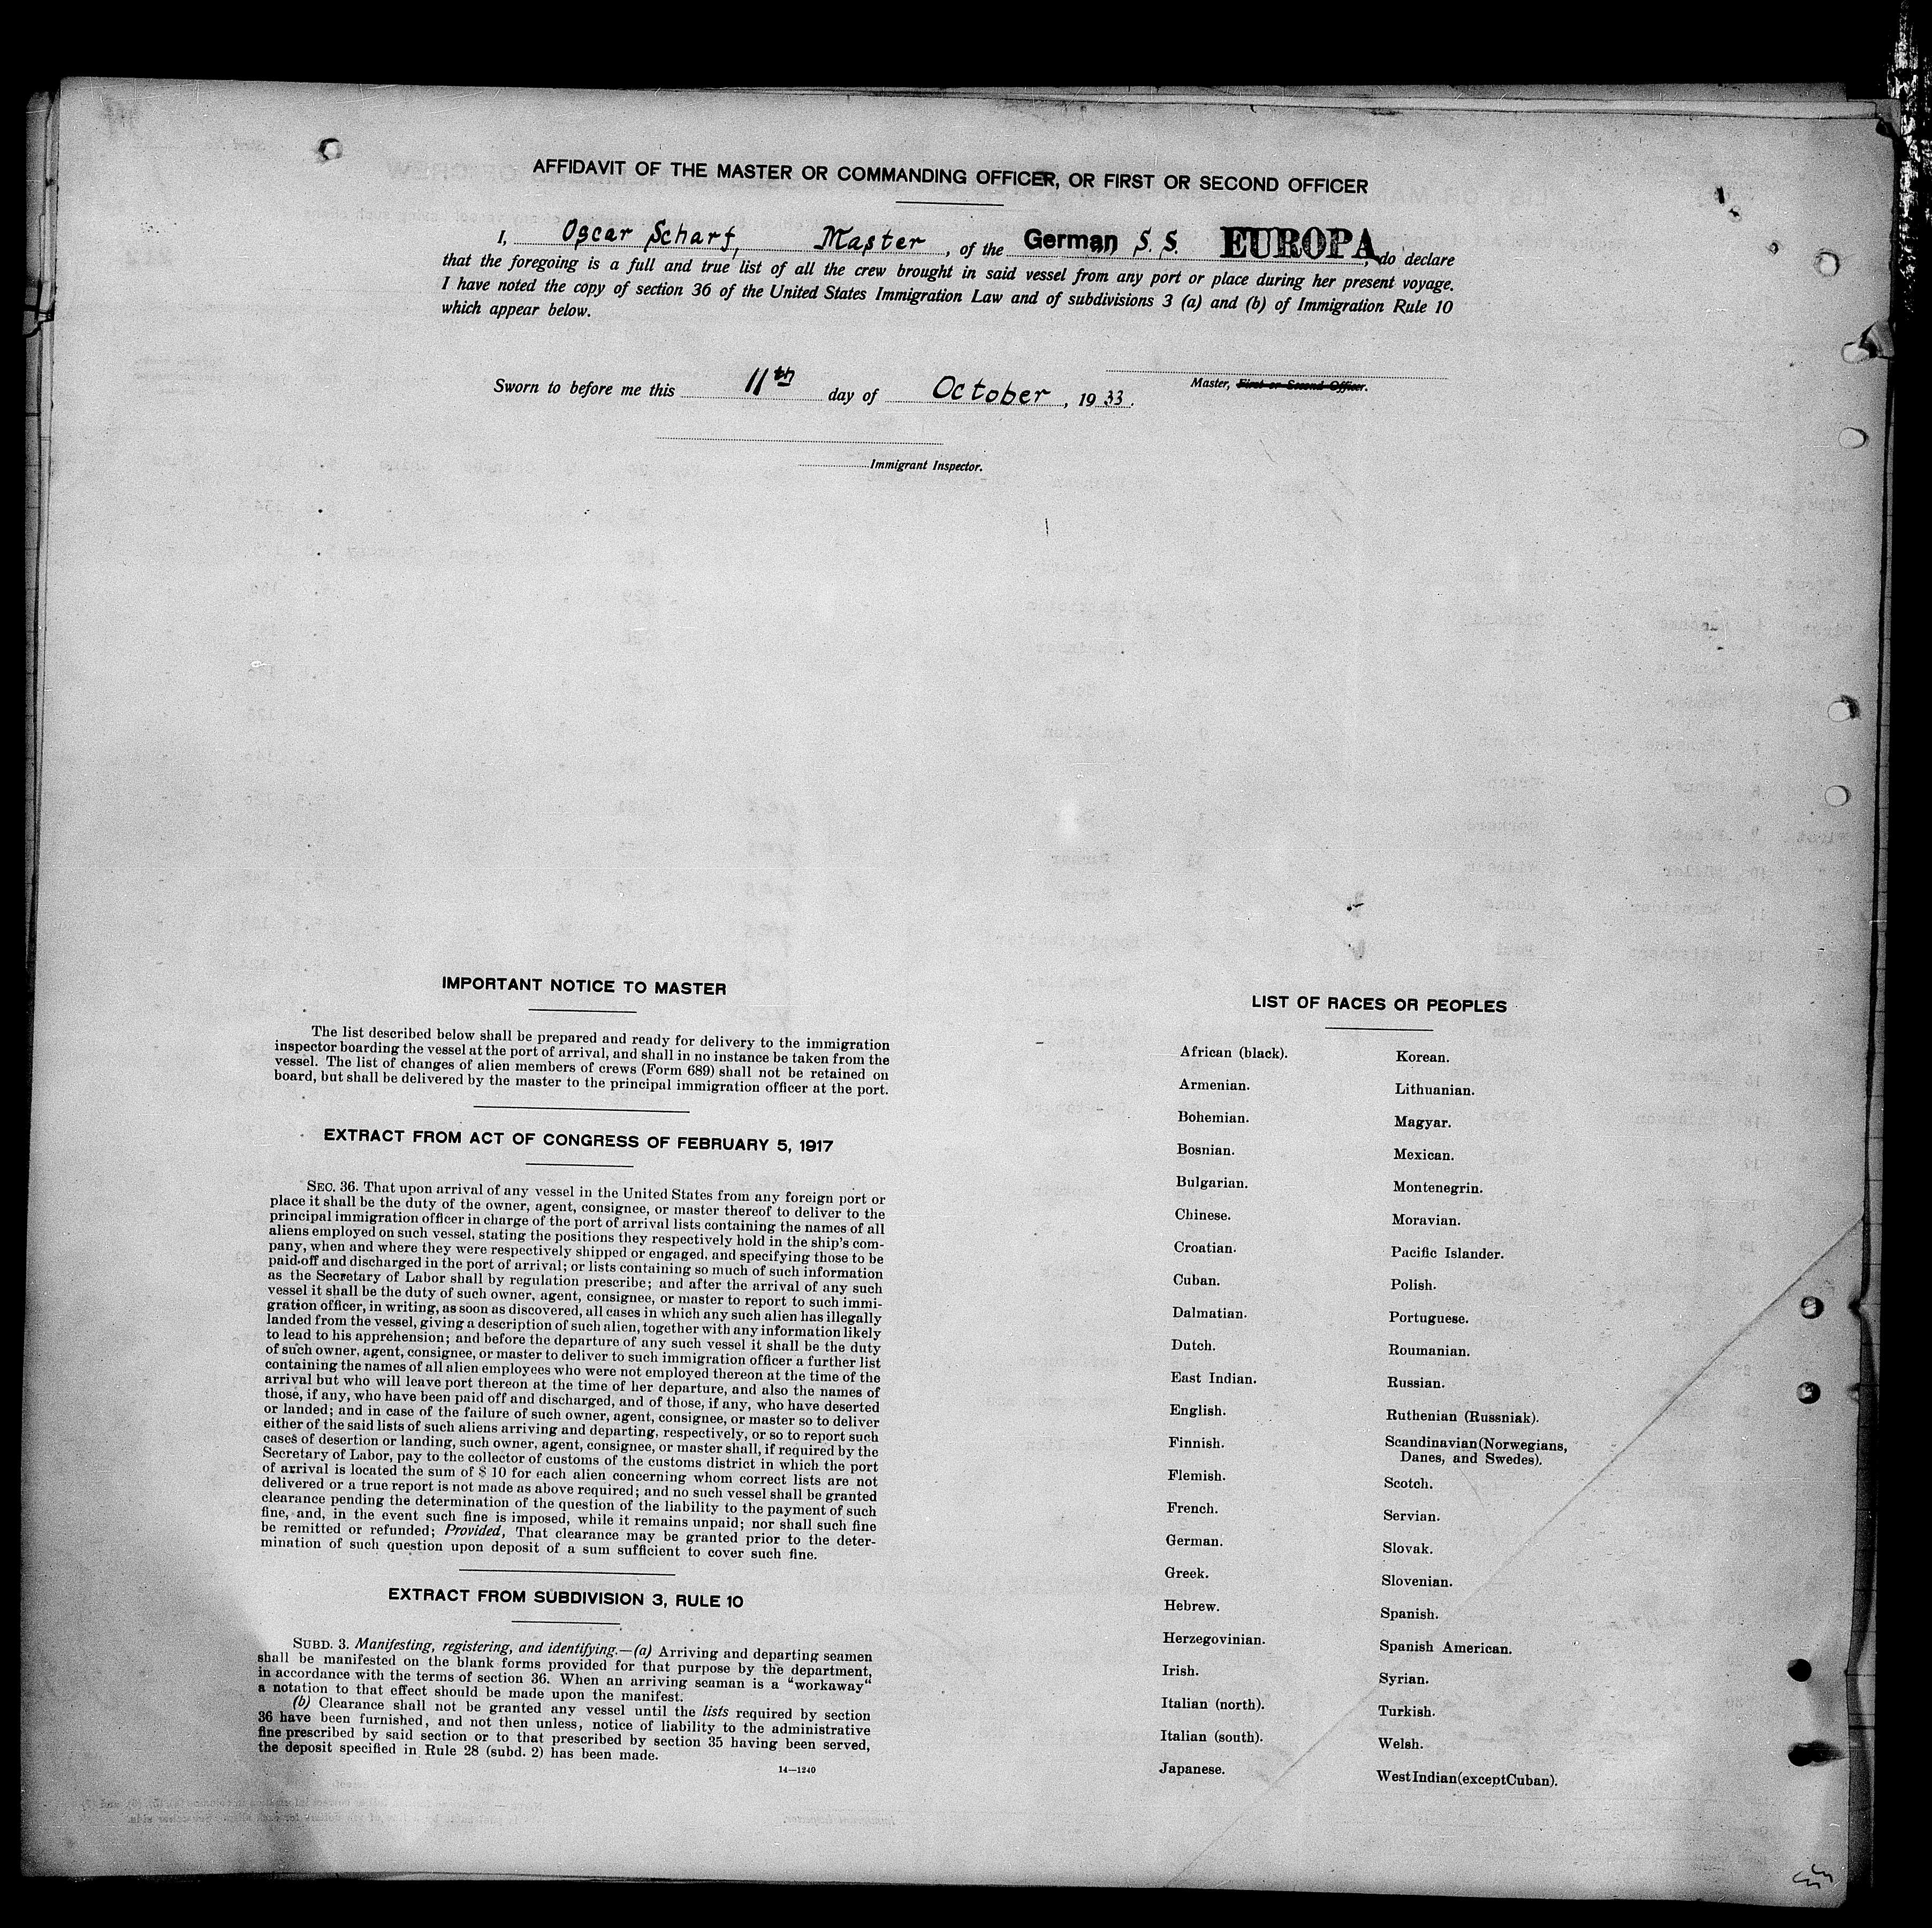 AFFIDAVIT OF THE MASTER OR COMMANDING OFFICER, OR FIRST OR SECOND OFFICER
I, Oscar Scharf, Master, of the German S. S. EUROPA, do declare
that the foregoing is a full and true list of all the crew brought in said vessel from any port or place during her present voyage.
I have noted the copy of section 36 of the United States Immigration Law and of subdivisions 3 (a) and (b) of Immigration Rule 10
which appear below.
Master, First or Second Officer.
Sworn to before me this 11th day of October, 1933.
Immigrant Inspector.
IMPORTANT NOTICE TO MASTER
The list described below shall be prepared and ready for delivery to the immigration
inspector boarding the vessel at the port of arrival, and shall in no instance be taken from the
vessel. The list of changes of alien members of crews (Form 689) shall not be retained on
board, but shall be delivered by the master to the principal immigration officer at the port.
EXTRACT FROM ACT OF CONGRESS OF FEBRUARY 5, 1917
SEC. 36. That upon arrival of any vessel in the United States from any foreign port or
place it shall be the duty of the owner, agent, consignee, or master thereof to deliver to the
principal immigration officer in charge of the port of arrival lists containing the names of all
aliens employed on such vessel, stating the positions they respectively hold in the ship's com-
pany, when and where they were respectively shipped or engaged, and specifying those to be
paid off and discharged in the port of arrival; or lists containing so much of such information
as the Secretary of Labor shall by regulation prescribe; and after the arrival of any such
vessel it shall be the duty of such owner, agent, consignee, or master to report to such immi-
gration officer, in writing, as soon as discovered, all cases in which any such alien has illegally
landed from the vessel, giving a description of such alien, together with any information likely
to lead to his apprehension; and before the departure of any such vessel it shall be the duty
of such owner, agent, consignee, or master to deliver to such immigration officer a further list
containing the names of all alien employees who were not employed thereon at the time of the
arrival but who will leave port thereon at the time of her departure, and also the names of
those, if any, who have been paid off and discharged, and of those, if any, who have deserted
or landed; and in case of the failure of such owner, agent, consignee, or master so to deliver
either of the said lists of such aliens arriving and departing, respectively, or so to report such
cases of desertion or landing, such owner, agent, consignee, or master shall, if required by the
Secretary of Labor, pay to the collector of customs of the customs district in which the port
of arrival is located the sum of $ 10 for each alien concerning whom correct lists are not
delivered or a true report is not made as above required; and no such vessel shall be granted
clearance pending the determination of the question of the liability to the payment of such
fine, and, in the event such fine is imposed, while it remains unpaid; nor shall such fine
be remitted or refunded; Provided, That clearance may be granted prior to the deter-
mination of such question upon deposit of a sum sufficient to cover such fine.
EXTRACT FROM SUBDIVISION 3, RULE 10
SUBD. 3. Manifesting, registering, and identifying.—(a) Arriving and departing seamen
shall be manifested on the blank forms provided for that purpose by the department,
in accordance with the terms of section 36. When an arriving seaman is a "workaway"
a notation to that effect should be made upon the manifest.
(b) Clearance shall not be granted any vessel until the lists required by section
36 have been furnished, and not then unless, notice of liability to the administrative
fine prescribed by said section or to that prescribed by section 35 having been served,
the deposit specified in Rule 28 (subd. 2) has been made.
14—1240
LIST OF RACES OR PEOPLES
African (black).
Armenian.
Bohemian.
Bosnian.
Bulgarian.
Chinese.
Croatian.
Cuban.
Dalmatian.
Dutch.
East Indian.
English.
Finnish.
Flemish.
French.
German.
Greek.
Hebrew.
Herzegovinian.
Irish.
Italian (north).
Italian (south).
Japanese.
Korean.
Lithuanian.
Magyar.
Mexican.
Montenegrin.
Moravian.
Pacific Islander.
Polish.
Portuguese.
Roumanian.
Russian.
Ruthenian (Russniak).
Scandinavian (Norwegians,
Danes, and Swedes).
Scotch.
Servian.
Slovak.
Slovenian.
Spanish.
Spanish American.
Syrian.
Turkish.
Welsh.
West Indian (except Cuban).